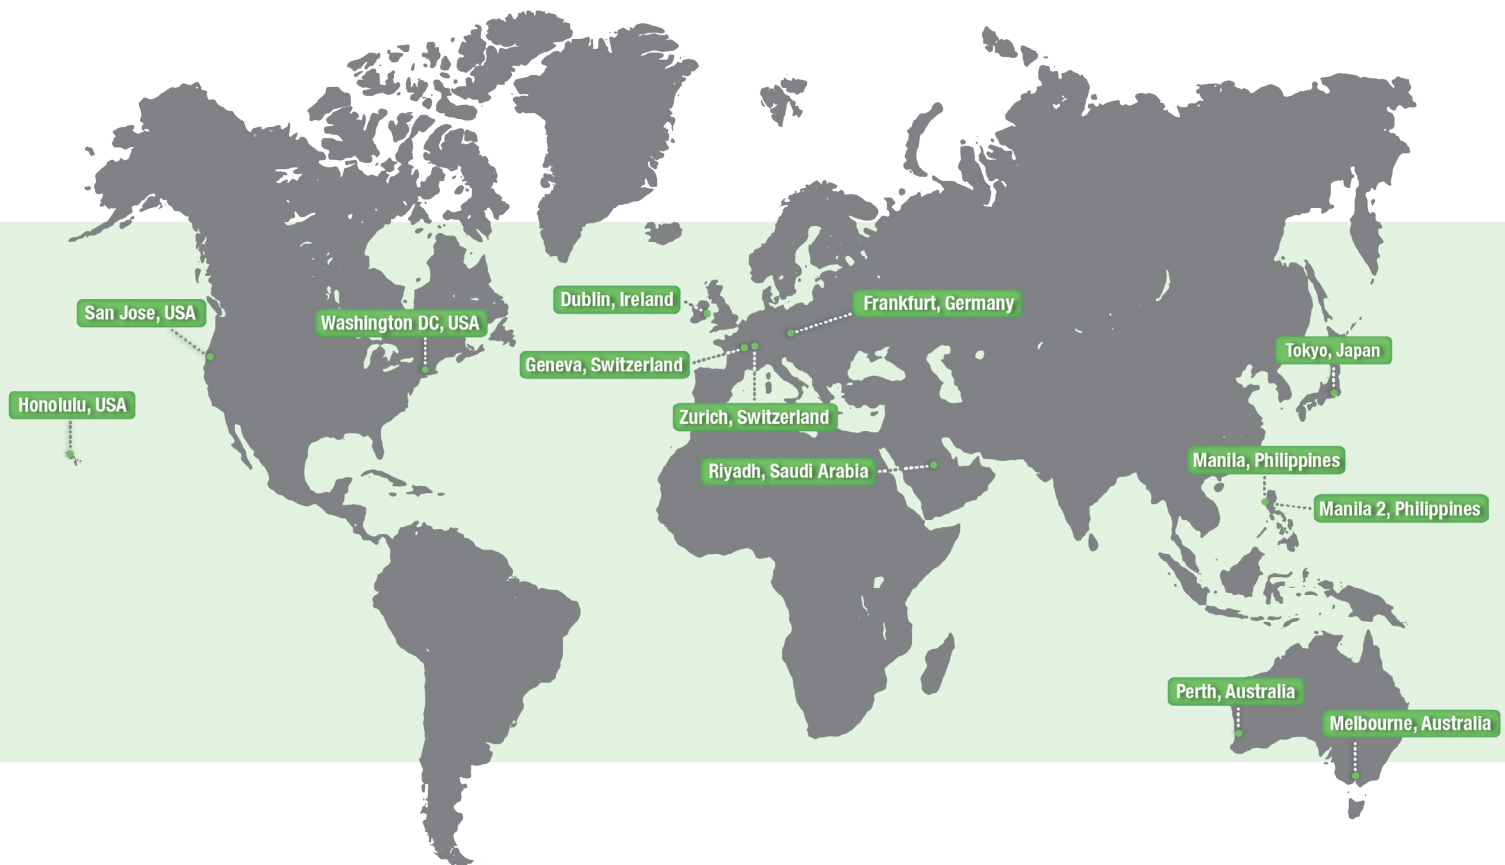 Dublin, Ireland
Frankfurt, Germany
San Jose, USA
Washington DC, USA
Tokyo, Japan
Geneva, Switzerland
Honolulu, USA
Zurich, Switzerland
Manila, Philippines
Riyadh, Saudi Arabia
Manila 2, Philippines
Perth, Australia
Melbourne, Australia